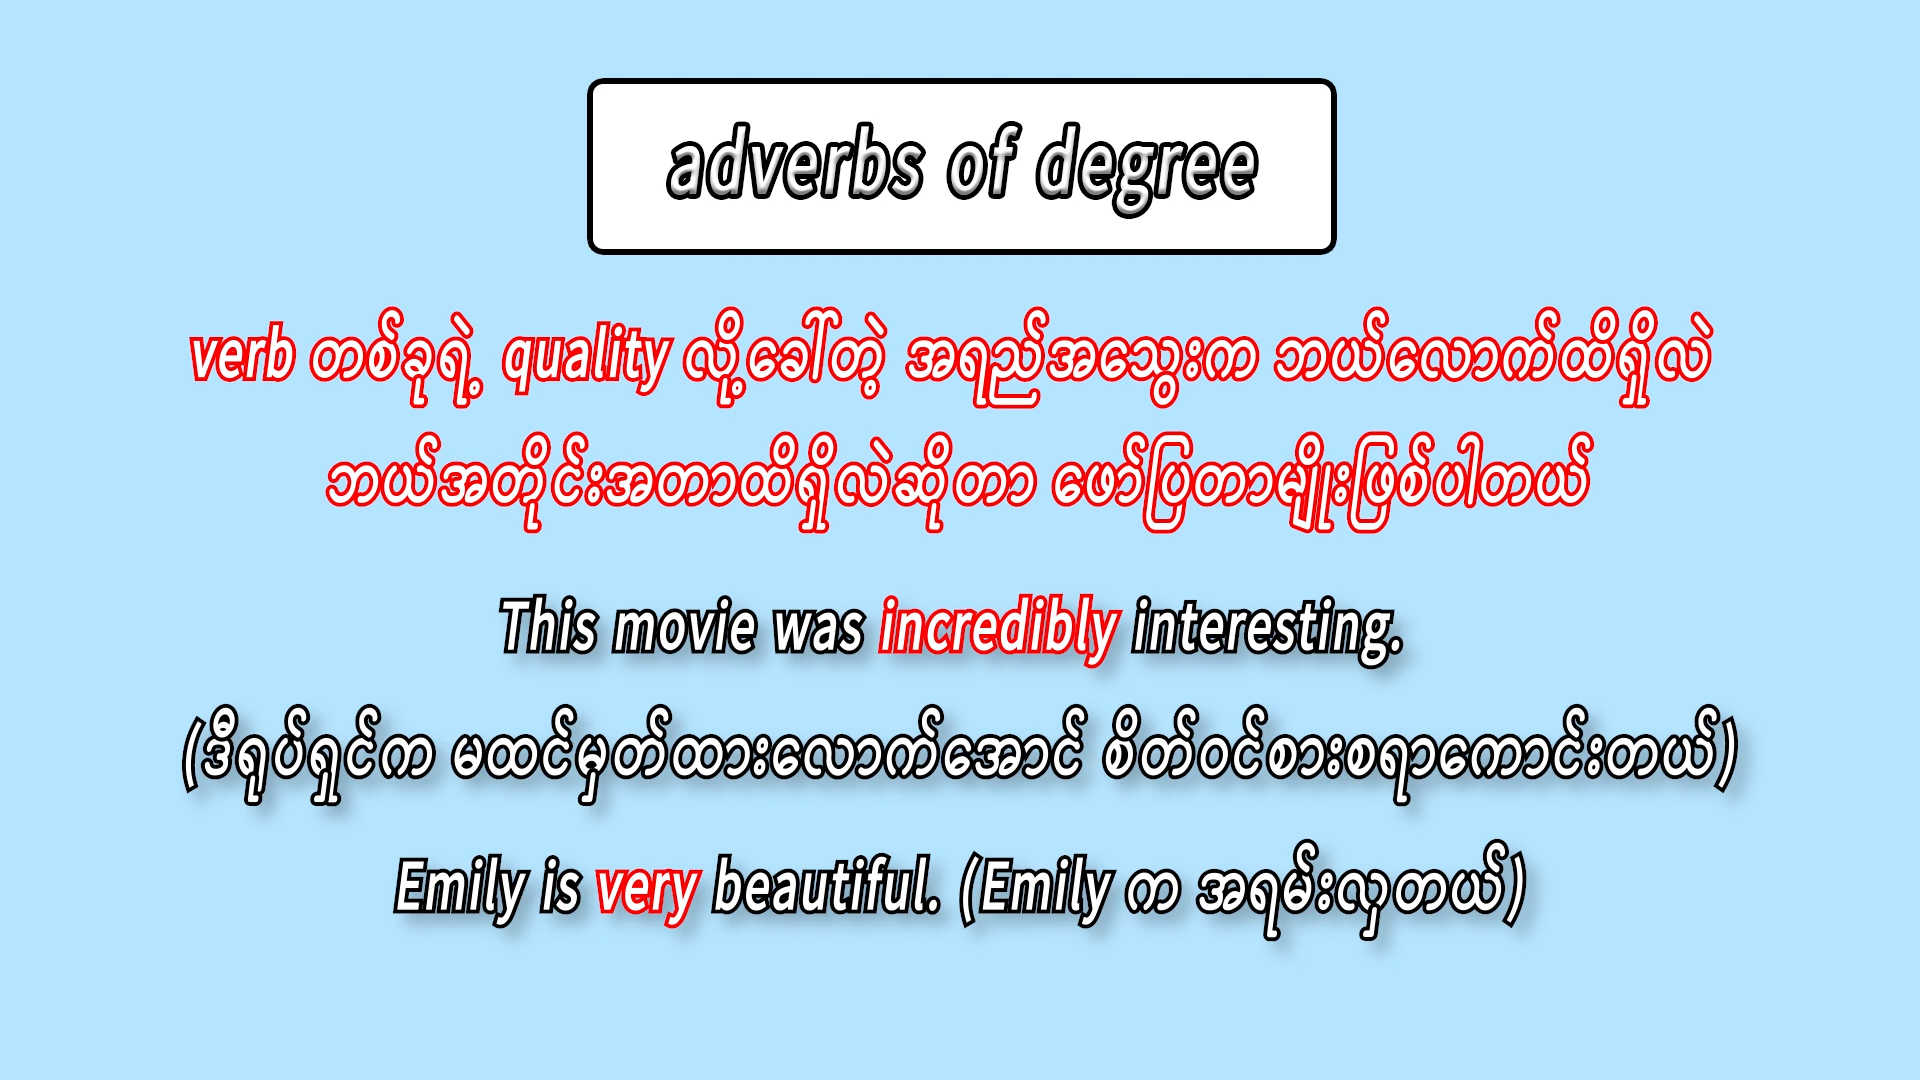 adverbs of degree
verb တစ်ခုရဲ့ quality လို့ခေါ်တဲ့ အရည်အသွေးက ဘယ်လောက်ထိရှိလဲ
ဘယ်အတိုင်းအတာထိရှိလဲဆိုတာ ဖော်ပြတာမျိုးဖြစ်ပါတယ်
This movie was incredibly interesting.
(ဒီရုပ်ရှင်က မထင်မှတ်ထားလောက်အောင် စိတ်ဝင်စားစရာကောင်းတယ်)
Emily is very beautiful. (Emily က အရမ်းလှတယ်)